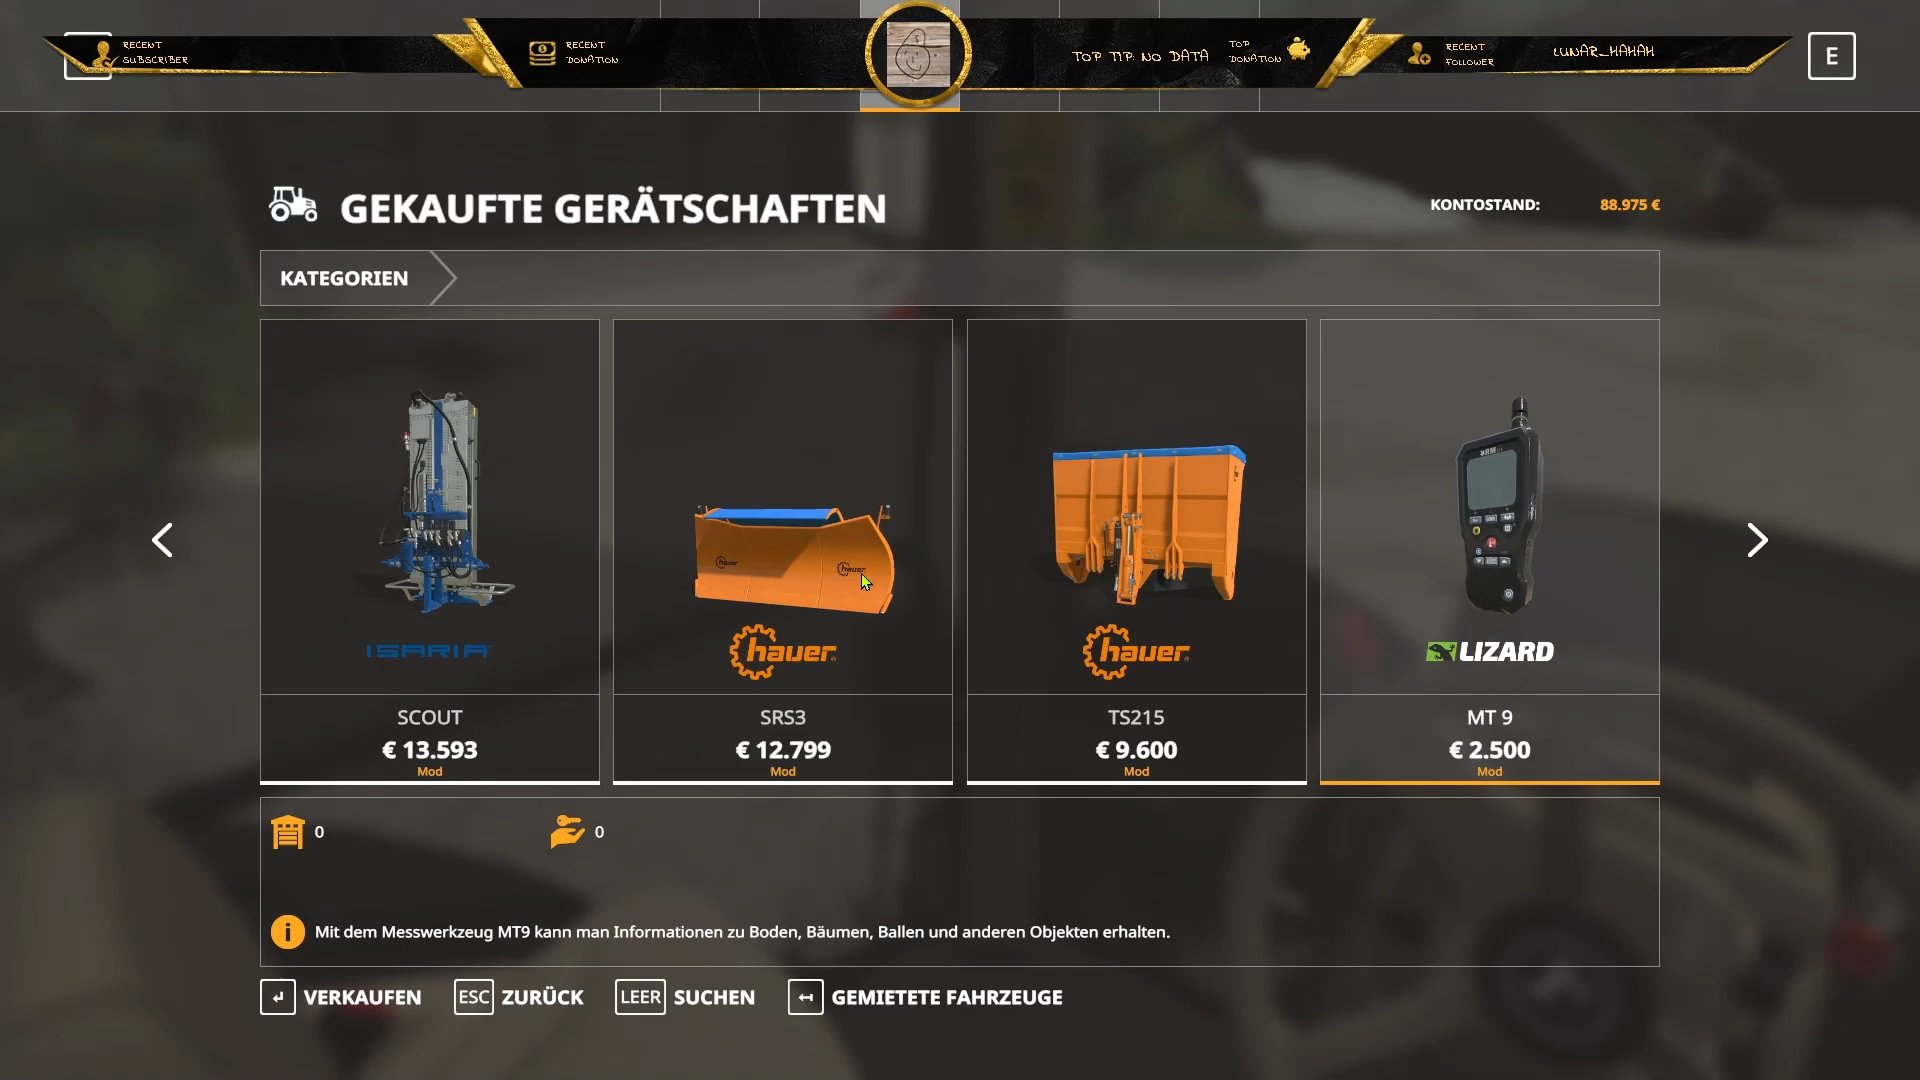 RECENT
SUBSCRIBER
RECENT
DONATION
TOP TIP: NO DATA
TOP
DONATION
RECENT
FOLLOWER
LUNAR_HAHAH
E
GEKAUFTE GERÄTSCHAFTEN
KONTOSTAND: 88.975 €
KATEGORIEN
hauer
hauer
ISARIA
hauer
hauer
LIZARD
SCOUT
€ 13.593
Mod
SRS3
€ 12.799
Mod
TS215
€ 9.600
Mod
MT 9
€ 2.500
Mod
0
0
Mit dem Messwerkzeug MT9 kann man Informationen zu Boden, Bäumen, Ballen und anderen Objekten erhalten.
VERKAUFEN
ESC ZURÜCK
LEER SUCHEN
GEMIETETE FAHRZEUGE